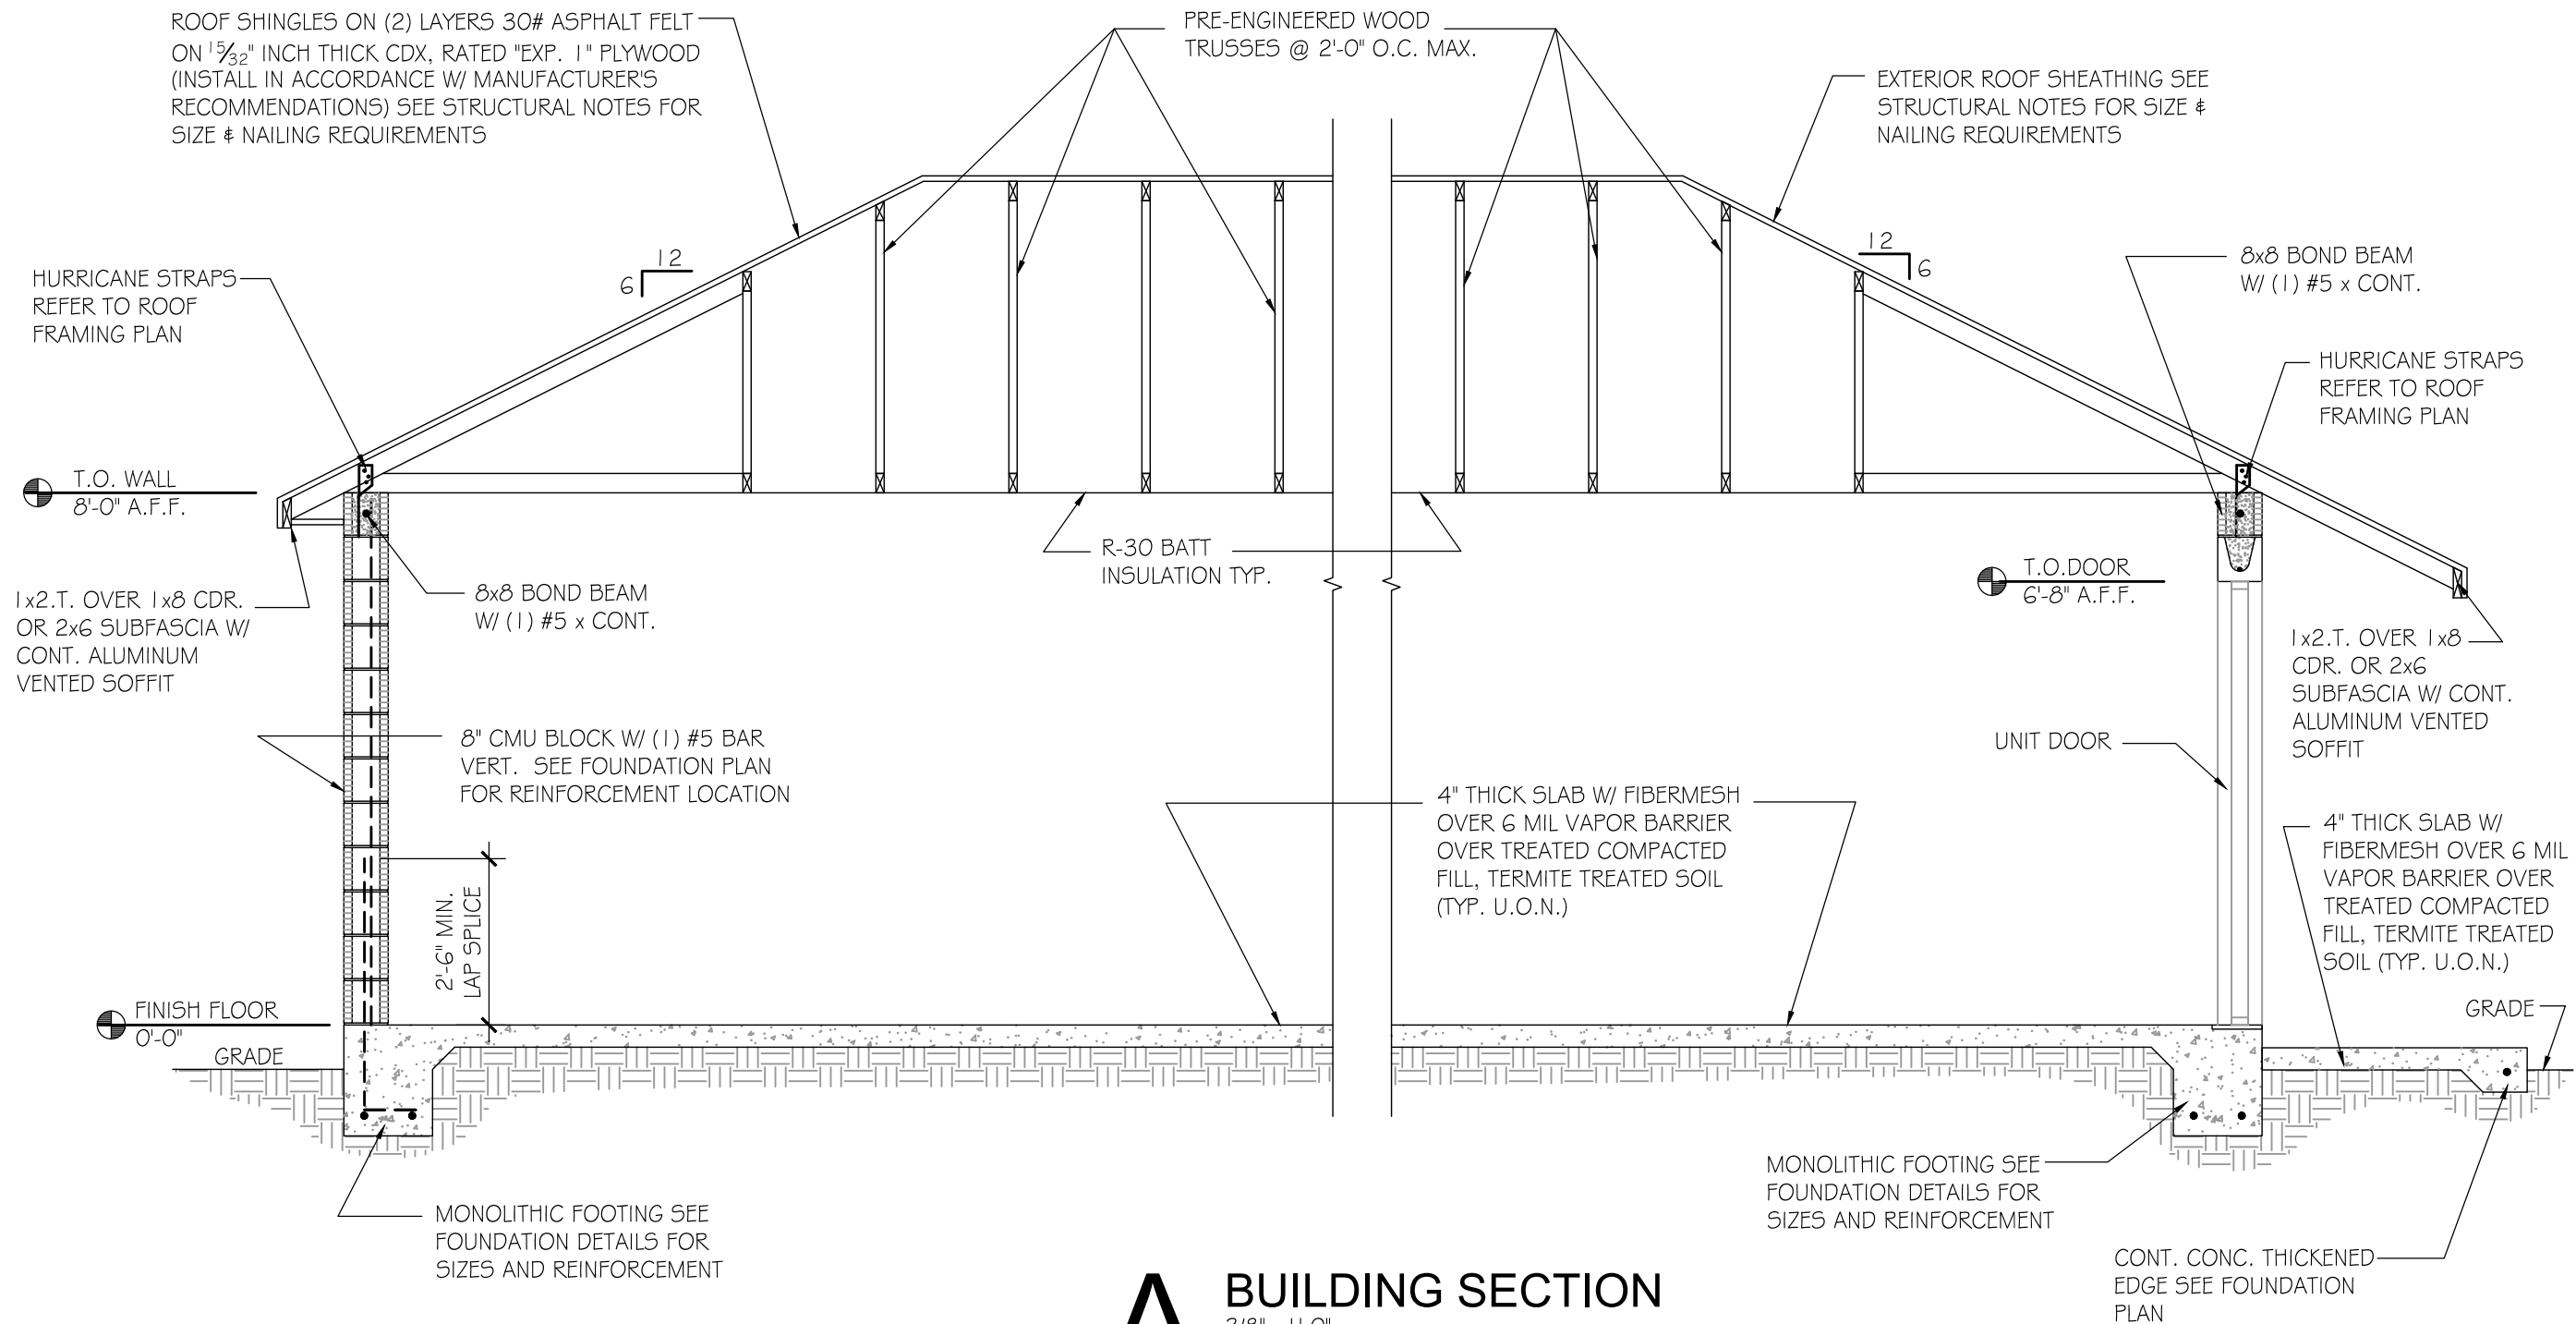 ROOF SHINGLES ON (2) LAYERS 30# ASPHALT FELT
ON 15/32" INCH THICK CDX, RATED "EXP. 1" PLYWOOD
(INSTALL IN ACCORDANCE W/ MANUFACTURER'S
RECOMMENDATIONS) SEE STRUCTURAL NOTES FOR
SIZE & NAILING REQUIREMENTS
PRE-ENGINEERED WOOD
TRUSSES @ 2'-0" O.C. MAX.
EXTERIOR ROOF SHEATHING SEE
STRUCTURAL NOTES FOR SIZE &
NAILING REQUIREMENTS
12
6
12
6
HURRICANE STRAPS
REFER TO ROOF
FRAMING PLAN
8x8 BOND BEAM
W/ (1) #5 x CONT.
HURRICANE STRAPS
REFER TO ROOF
FRAMING PLAN
T.O. WALL
8'-0" A.F.F.
R-30 BATT
INSULATION TYP.
T.O.DOOR
6'-8" A.F.F.
1x2.T. OVER 1x8 CDR.
OR 2x6 SUBFASCIA W/
CONT. ALUMINUM
VENTED SOFFIT
8x8 BOND BEAM
W/ (1) #5 x CONT.
1x2.T. OVER 1x8
CDR. OR 2x6
SUBFASCIA W/ CONT.
ALUMINUM VENTED
SOFFIT
8" CMU BLOCK W/ (1) #5 BAR
VERT. SEE FOUNDATION PLAN
FOR REINFORCEMENT LOCATION
UNIT DOOR
4" THICK SLAB W/ FIBERMESH
OVER 6 MIL VAPOR BARRIER
OVER TREATED COMPACTED
FILL, TERMITE TREATED SOIL
(TYP. U.O.N.)
4" THICK SLAB W/
FIBERMESH OVER 6 MIL
VAPOR BARRIER OVER
TREATED COMPACTED
FILL, TERMITE TREATED
SOIL (TYP. U.O.N.)
2'-6" MIN.
LAP SPLICE
FINISH FLOOR
0'-0"
GRADE
GRADE
MONOLITHIC FOOTING SEE
FOUNDATION DETAILS FOR
SIZES AND REINFORCEMENT
MONOLITHIC FOOTING SEE
FOUNDATION DETAILS FOR
SIZES AND REINFORCEMENT
CONT. CONC. THICKENED
EDGE SEE FOUNDATION
PLAN
A
BUILDING SECTION